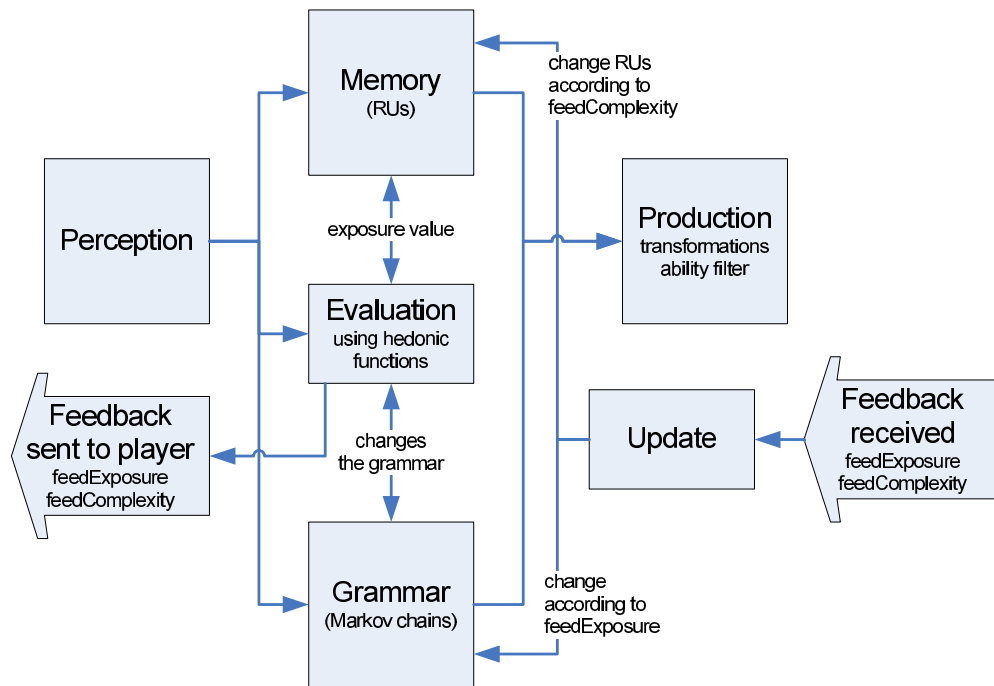 Memory
(RUs)
change RUs
according to
feedComplexity
Perception
exposure value
Production
transformations
ability filter
Evaluation
using hedonic
functions
Feedback
sent to player
feedExposure
feedComplexity
changes
the grammar
Update
Feedback
received
feedExposure
feedComplexity
Grammar
(Markov chains)
change
according to
feedExposure